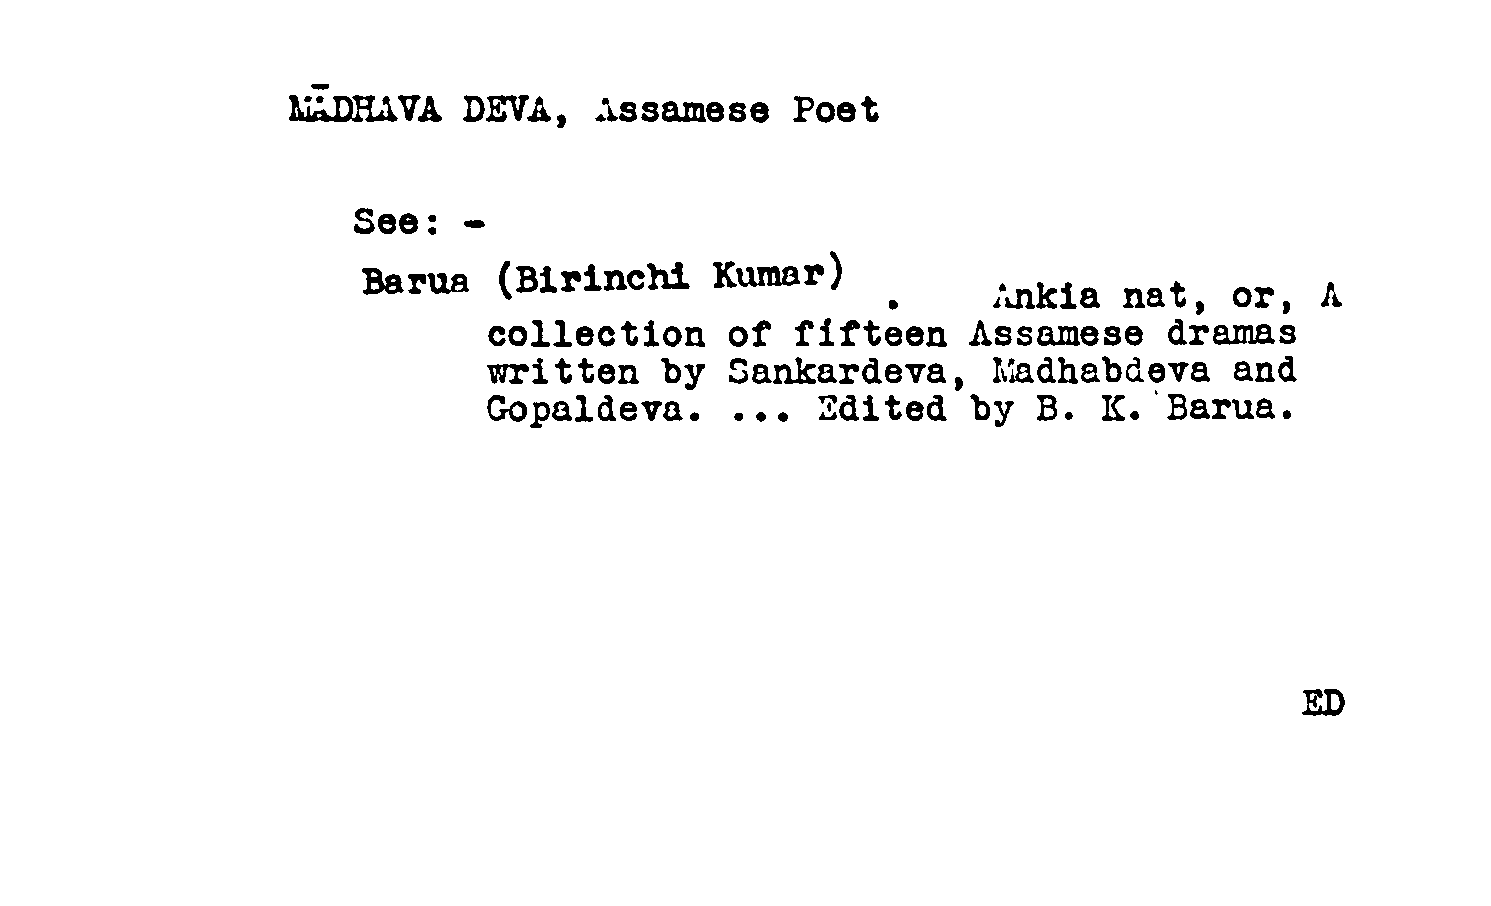 MĀDHAVA DEVA, Assamese Poet
See: -
Barua (Birinchi Kumar) . Ankia nat, or, A
collection of fifteen Assamese dramas
written by Sankardeva, Madhabdeva and
Gopaldeva. ... Edited by B. K. Barua.
ED